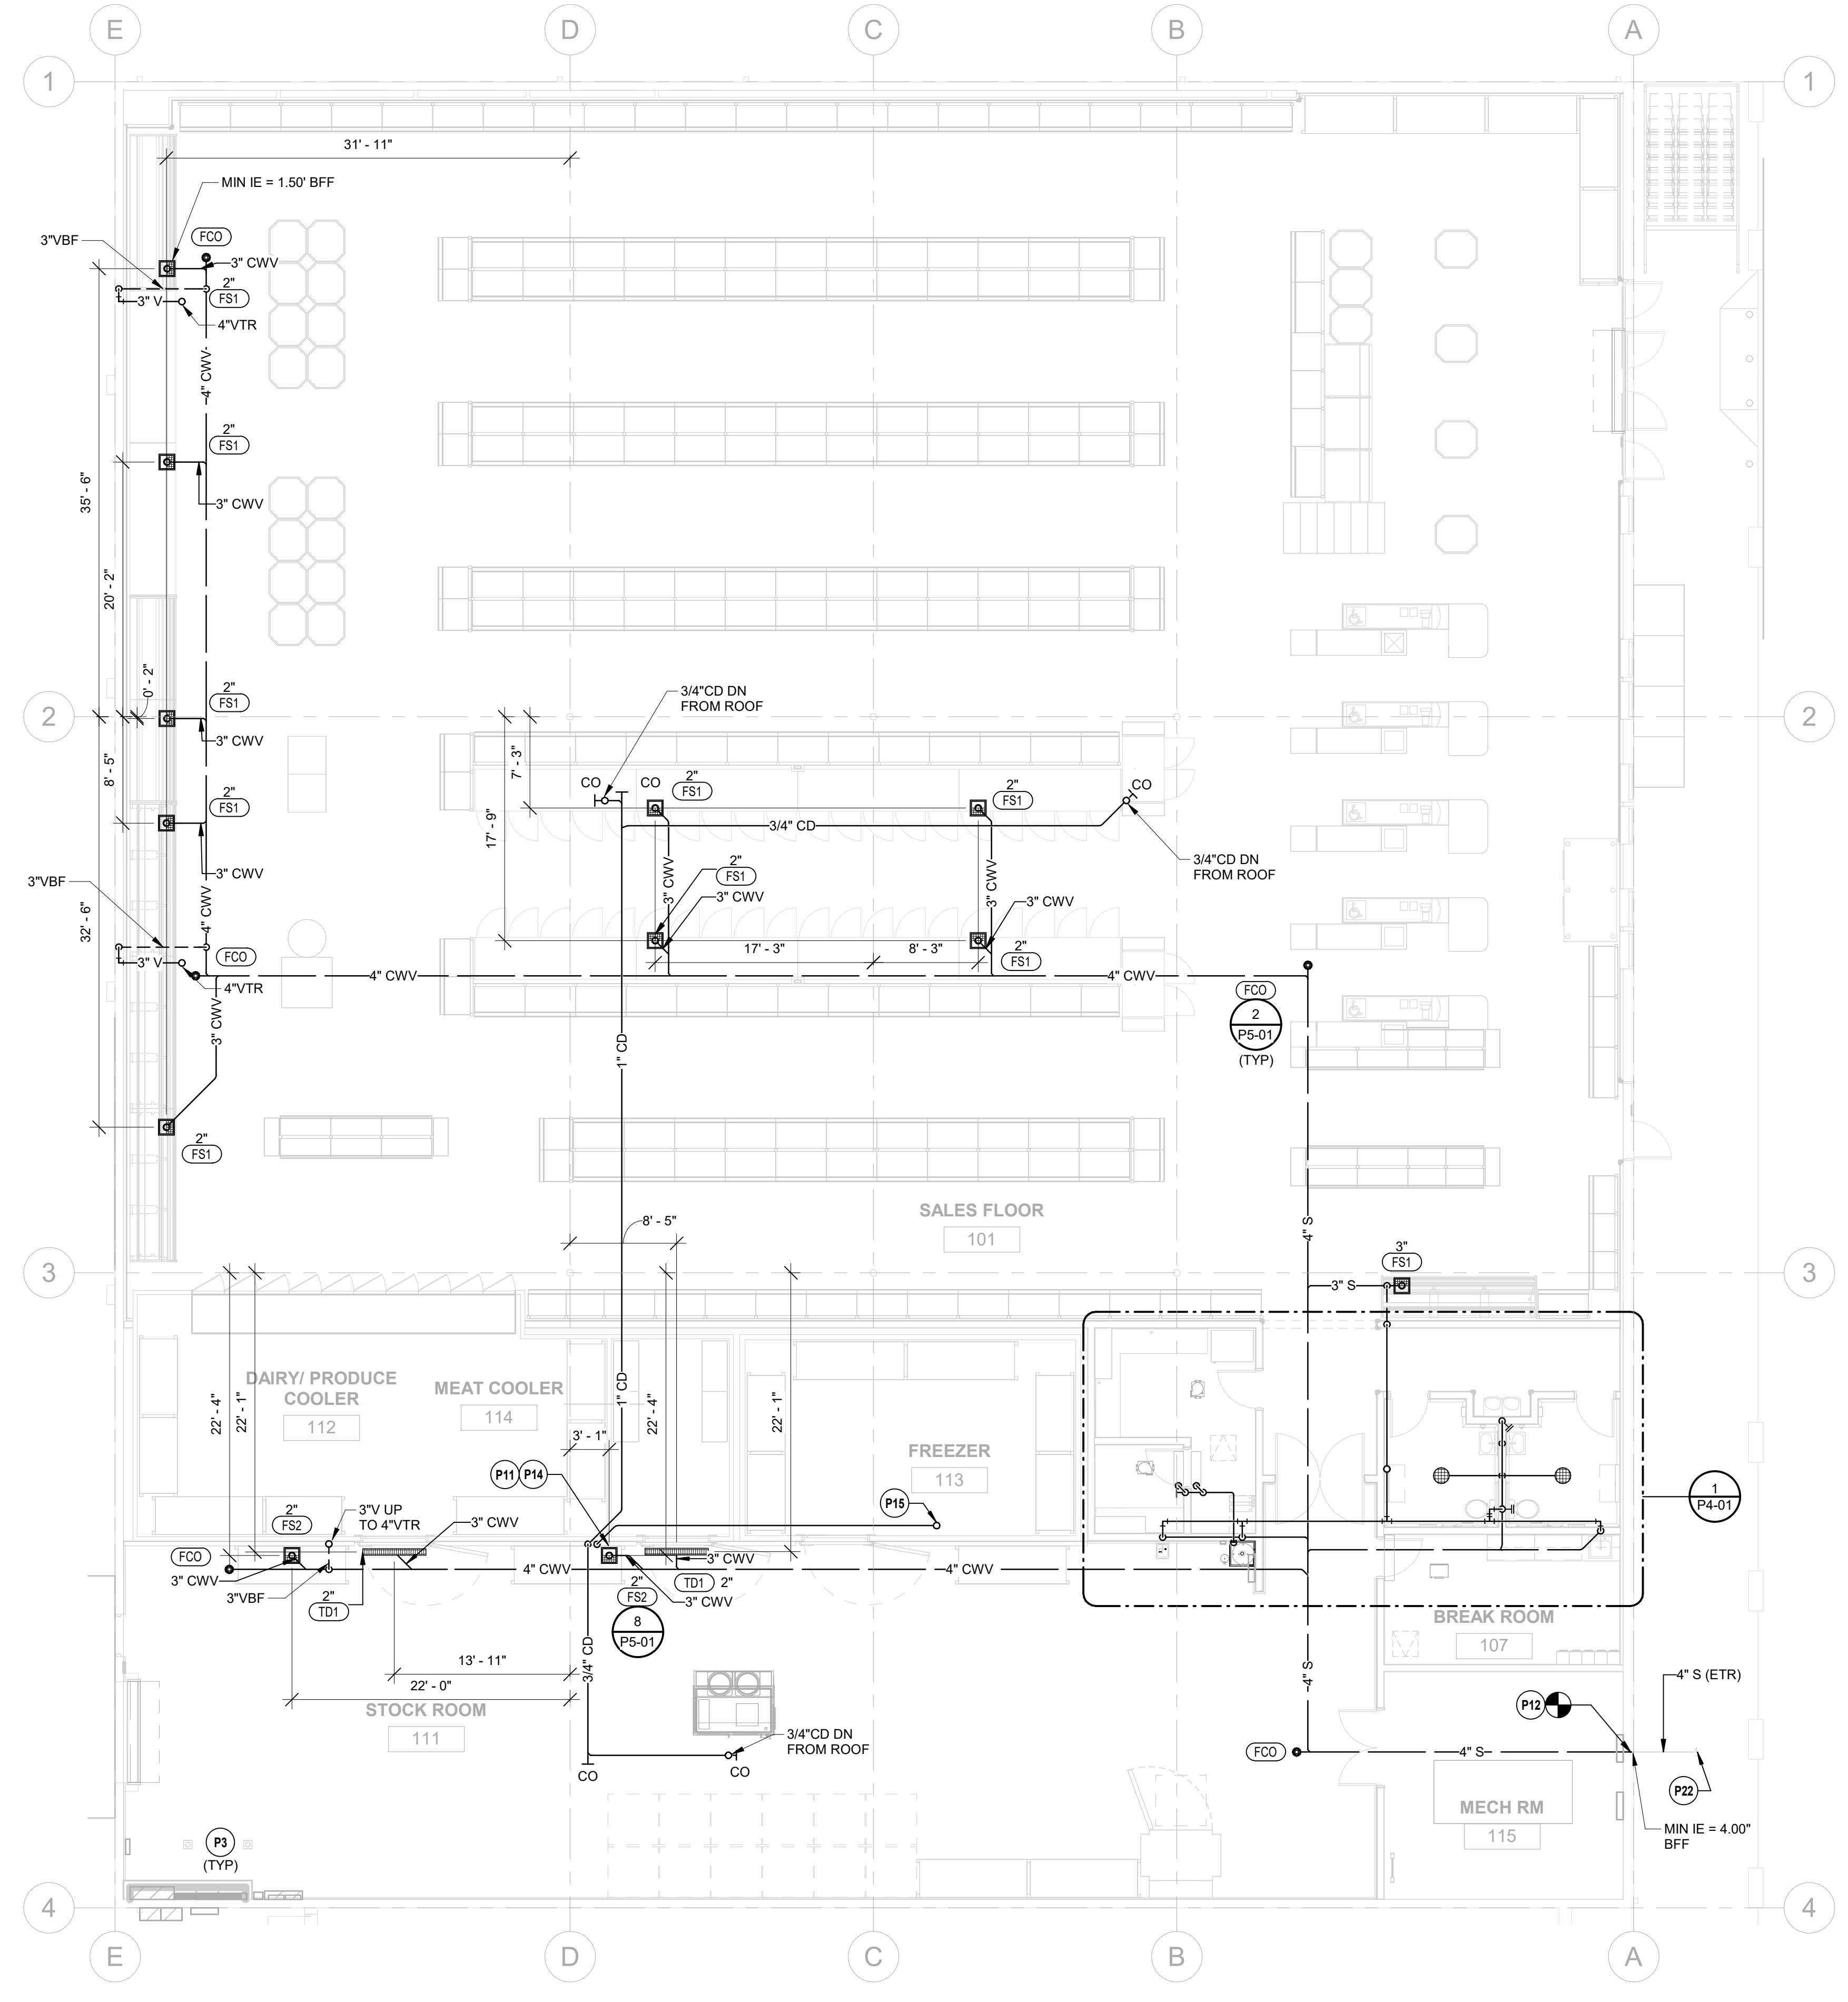 E
D
C
B
A
1
1
31' - 11"
MIN IE = 1.50' BFF
3"VBF
FCO
3" CWV
2"
FS1
3" V
4"VTR
4" CWV
2"
FS1
3" CWV
35' - 6"
20' - 2"
0' - 2"
2"
FS1
3/4"CD DN
FROM ROOF
2
2
3" CWV
8' - 5"
7' - 3"
CO
CO
2"
FS1
2"
FS1
CO
2"
FS1
17' - 9"
3/4" CD
3/4"CD DN
FROM ROOF
3" CWV
3"VBF
2"
FS1
3" CWV
3" CWV
3" CWV
3" CWV
32' - 6"
4" CWV
17' - 3"
8' - 3"
2"
FS1
FCO
3" V
4"VTR
4" CWV
4" CWV
FCO
2
P5-01
(TYP)
3" CWV
1" CD
2"
FS1
SALES FLOOR
101
8' - 5"
4" S
3
3
3"
FS1
3" S
DAIRY/ PRODUCE
COOLER
112
MEAT COOLER
114
22' - 4"
22' - 1"
1" CD
22' - 4"
22' - 1"
3' - 1"
FREEZER
113
P11
P14
P15
1
P4-01
2"
FS2
3"V UP
TO 4"VTR
3" CWV
FCO
3" CWV
3"VBF
2"
TD1
4" CWV
3" CWV
TD1
2"
4" CWV
2"
FS2
3" CWV
8
P5-01
BREAK ROOM
107
13' - 11"
22' - 0"
3/4" CD
4" S
4" S (ETR)
STOCK ROOM
111
P12
3/4"CD DN
FROM ROOF
FCO
4" S
CO
CO
P22
MECH RM
115
MIN IE = 4.00"
BFF
P3
(TYP)
4
4
E
D
C
B
A